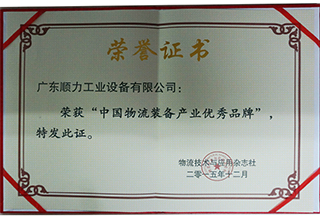 荣誉证书
广东顺力工业设备有限公司：
荣获“中国物流装备产业优秀品牌”，
特发此证。
物流技术与应用杂志社
二零一五年十二月